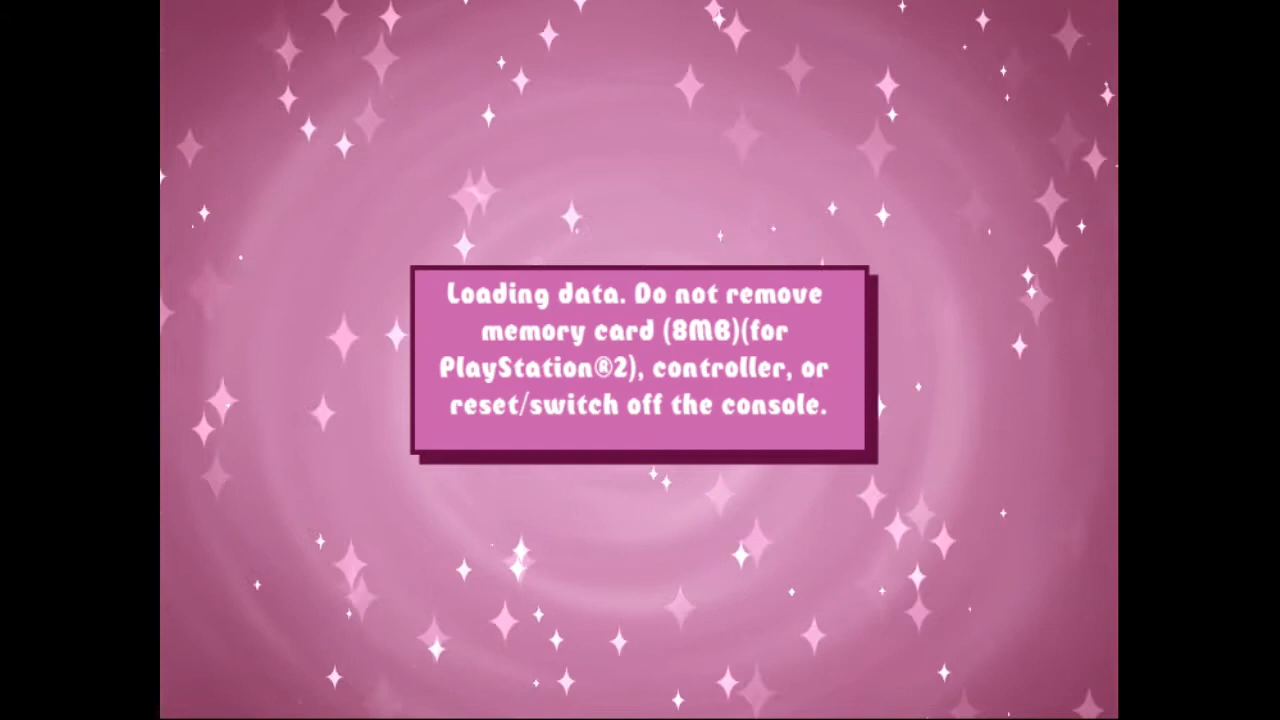 Loading data. Do not remove
memory card (8MB)(for
PlayStation®2), controller, or
reset/switch off the console.